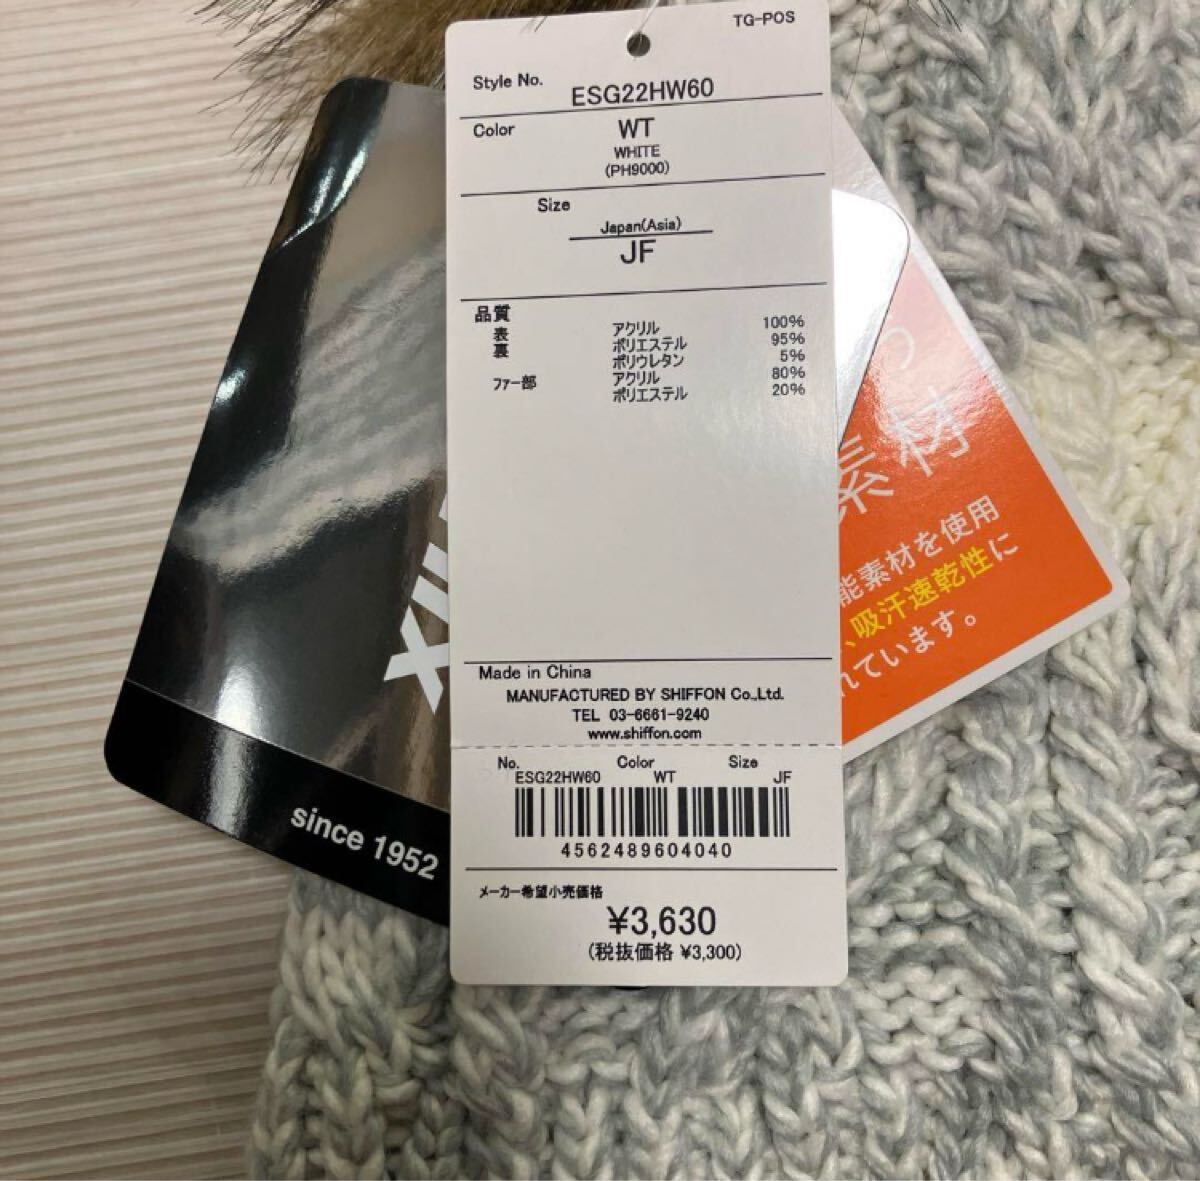 TG-POS
Style No. ESG22HW60
Color WT
WHITE
(PH9000)
Size
Japan(Asia)
JF
品質
表 アクリル 100%
裏 ポリエステル 95%
ポリウレタン 5%
ファー部 アクリル 80%
ポリエステル 20%
Made in China
MANUFACTURED BY SHIFFON Co.,Ltd.
TEL 03-6661-9240
www.shiffon.com
No. Color Size
ESG22HW60 WT JF
4562489604040
メーカー希望小売価格
¥3,630
(税抜価格 ¥3,300)
since 1952
の
素材
能素材を使用
、吸汗速乾性に
れています。